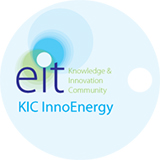 eit Knowledge &
Innovation
Community
KIC InnoEnergy